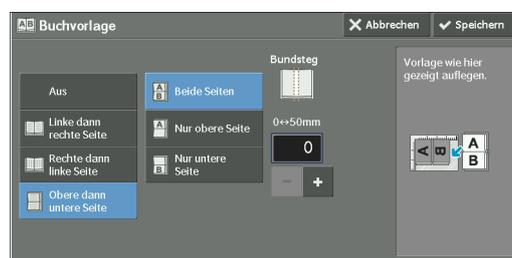 AB Buchvorlage
Abbrechen
Speichern
Aus
Linke dann
rechte Seite
Rechte dann
linke Seite
Obere dann
untere Seite
A
B
Beide Seiten
A
Nur obere Seite
B
Nur untere
Seite
Bundsteg
0↔50mm
0
−
+
Vorlage wie hier
gezeigt auflegen.
A
B
A
B